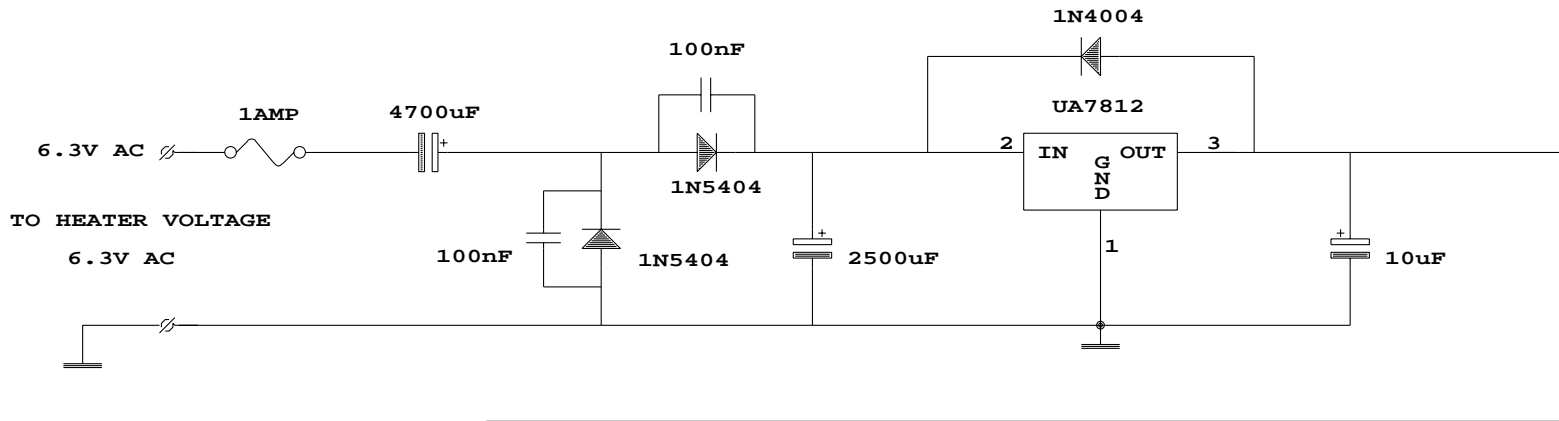 1N4004
100nF
1AMP
4700uF
+
UA7812
6.3V AC
2
IN
GND
OUT
3
1N5404
TO HEATER VOLTAGE
6.3V AC
100nF
1N5404
+
2500uF
1
+
10uF